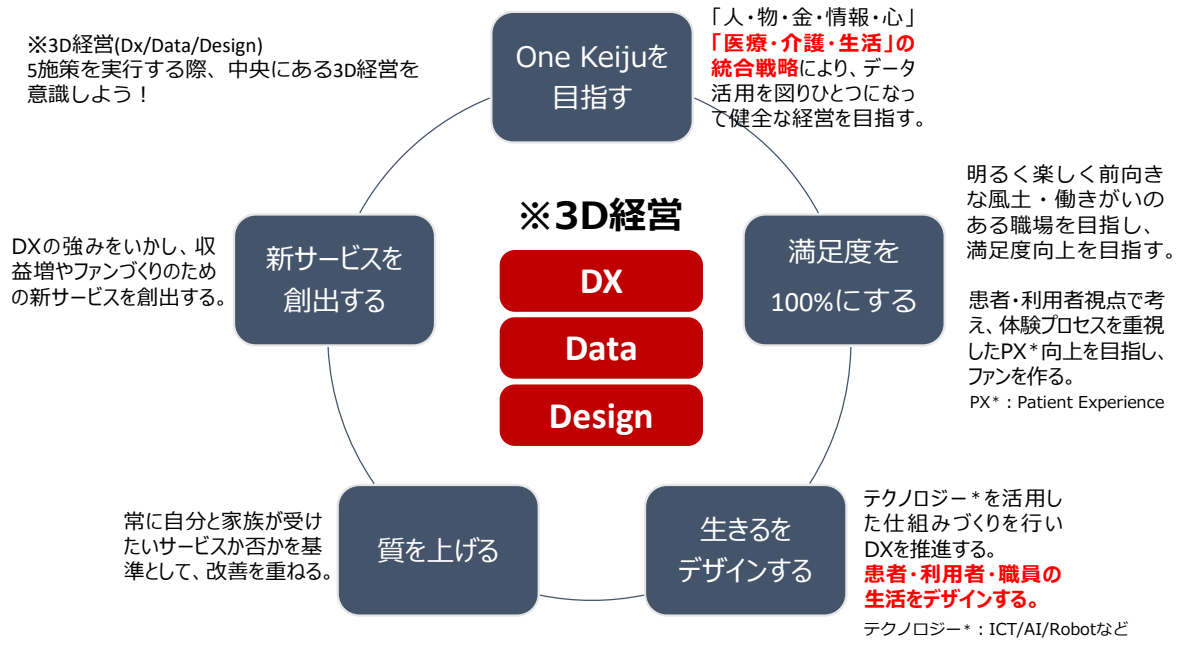 ※3D経営(Dx/Data/Design)
5施策を実行する際、中央にある3D経営を
意識しよう！
One Keijuを
目指す
「人・物・金・情報・心」
「医療・介護・生活」の
統合戦略により、データ
活用を図りひとつになっ
て健全な経営を目指す。
満足度を
100%にする
明るく楽しく前向き
な風土・働きがいの
ある職場を目指し、
満足度向上を目指す。
患者・利用者視点で考
え、体験プロセスを重視
したPX*向上を目指し、
ファンを作る。
PX*：Patient Experience
生きるを
デザインする
テクノロジー*を活用し
た仕組みづくりを行い
DXを推進する。
患者・利用者・職員の
生活をデザインする。
テクノロジー*：ICT/AI/Robotなど
質を上げる
常に自分と家族が受け
たいサービスか否かを基
準として、改善を重ねる。
新サービスを
創出する
DXの強みをいかし、収
益増やファンづくりのため
の新サービスを創出する。
※3D経営
DX
Data
Design